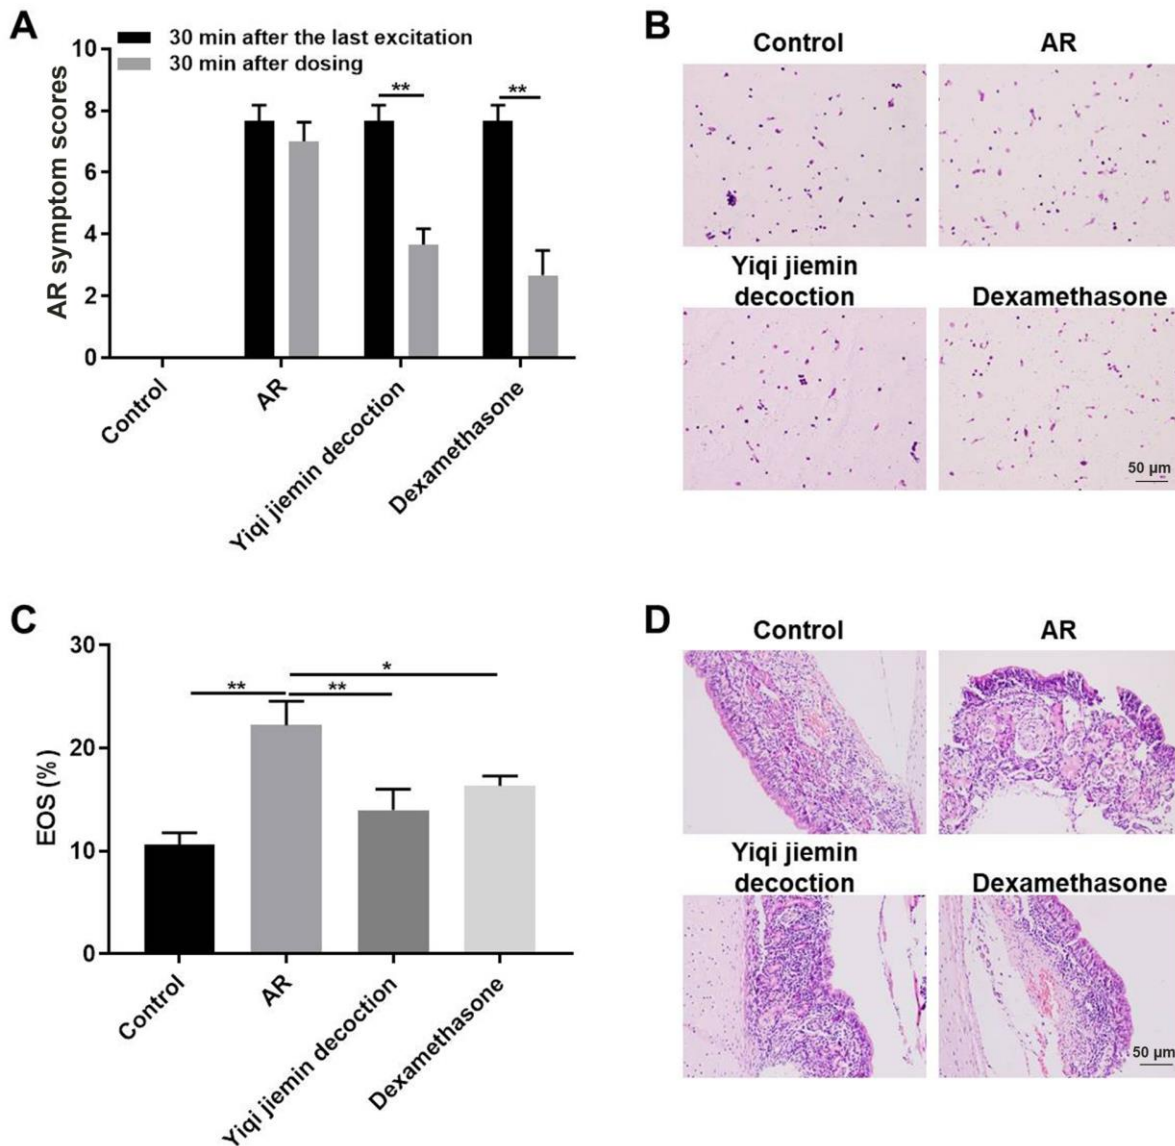 A
30 min after the last excitation
30 min after dosing
AR symptom scores
10
8
6
4
2
0
**
**
Control
AR
Yiqi jiemin decoction
Dexamethasone
B
Control
AR
Yiqi jiemin
decoction
Dexamethasone
50 µm
C
EOS (%)
30
20
10
0
**
**
*
Control
AR
Yiqi jiemin decoction
Dexamethasone
D
Control
AR
Yiqi jiemin
decoction
Dexamethasone
50 µm